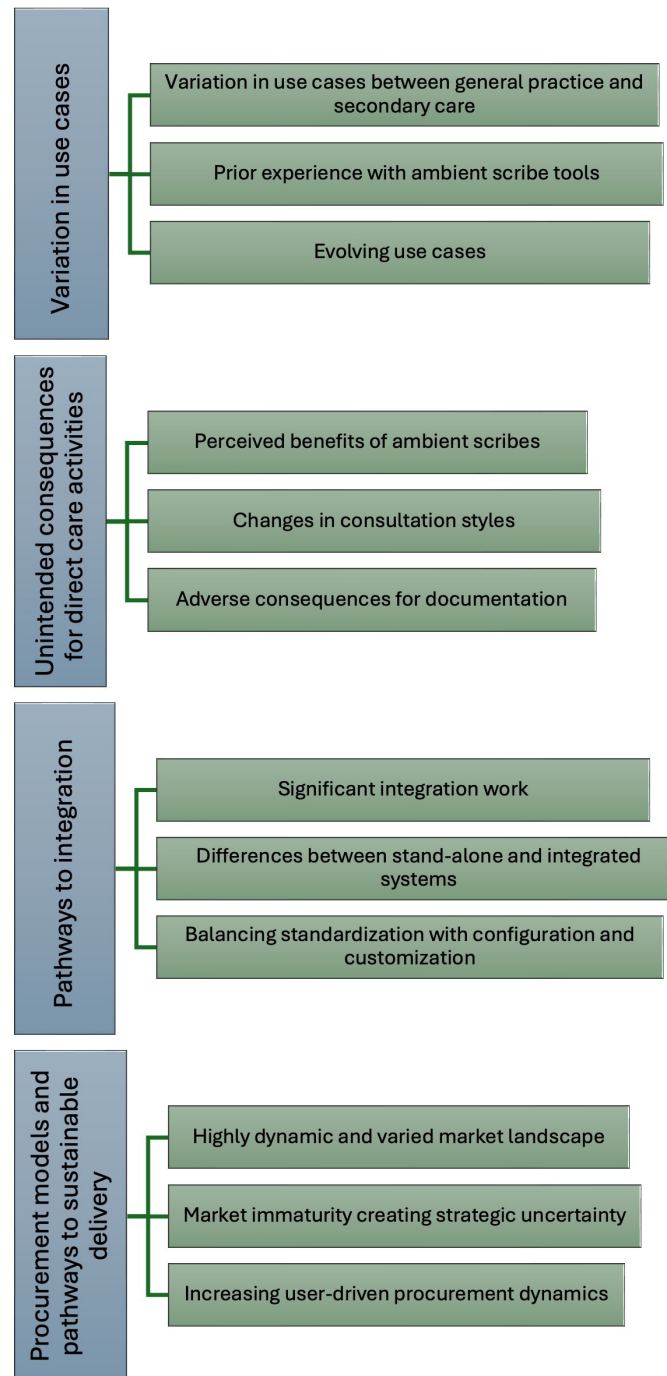 Variation in use cases
Variation in use cases between general practice and
secondary care
Prior experience with ambient scribe tools
Evolving use cases
Unintended consequences
for direct care activities
Perceived benefits of ambient scribes
Changes in consultation styles
Adverse consequences for documentation
Pathways to integration
Significant integration work
Differences between stand-alone and integrated
systems
Balancing standardization with configuration and
customization
Procurement models and
pathways to sustainable
delivery
Highly dynamic and varied market landscape
Market immaturity creating strategic uncertainty
Increasing user-driven procurement dynamics